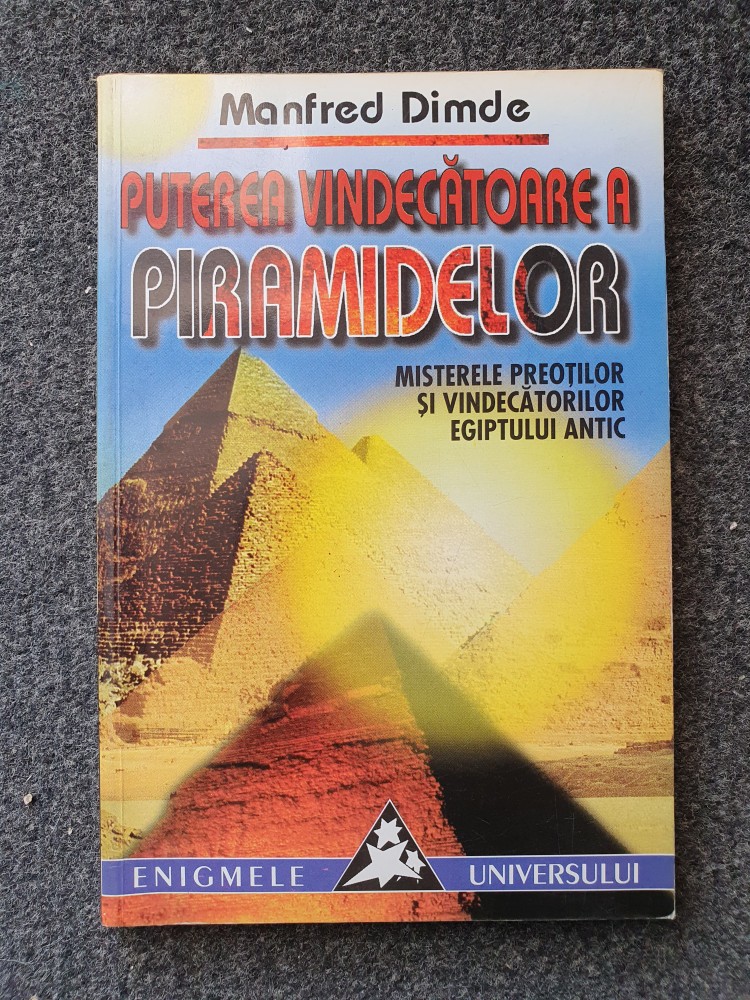 Manfred Dimde
PUTEREA VINDECĂTOARE A
PIRAMIDELOR
MISTERELE PREOȚILOR
ȘI VINDECĂTORILOR
EGIPTULUI ANTIC
ENIGMELE UNIVERSULUI